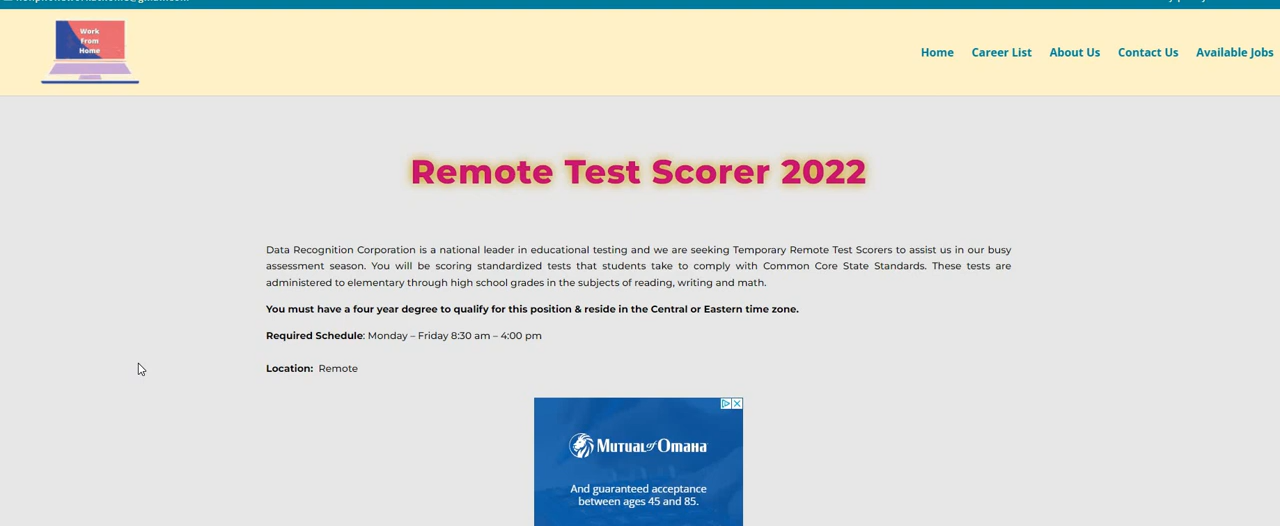 Work
From
Home
Home Career List About Us Contact Us Available Jobs
Remote Test Scorer 2022
Data Recognition Corporation is a national leader in educational testing and we are seeking Temporary Remote Test Scorers to assist us in our busy
assessment season. You will be scoring standardized tests that students take to comply with Common Core State Standards. These tests are
administered to elementary through high school grades in the subjects of reading, writing and math.
You must have a four year degree to qualify for this position & reside in the Central or Eastern time zone.
Required Schedule: Monday – Friday 8:30 am – 4:00 pm
Location: Remote
Mutual of Omaha
And guaranteed acceptance
between ages 45 and 85.